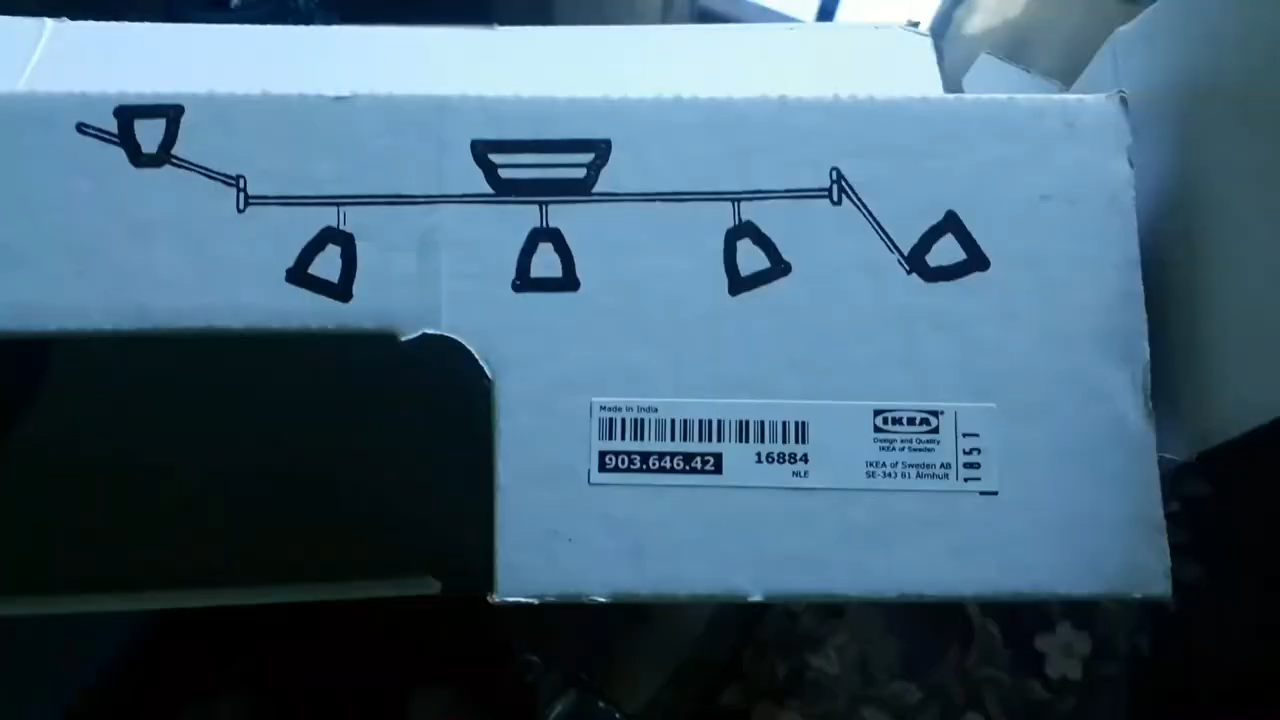 Made in India
903.646.42
16884
NLE
IKEA
Design and Quality
IKEA of Sweden
IKEA of Sweden AB
SE-343 81 Älmhult
1851